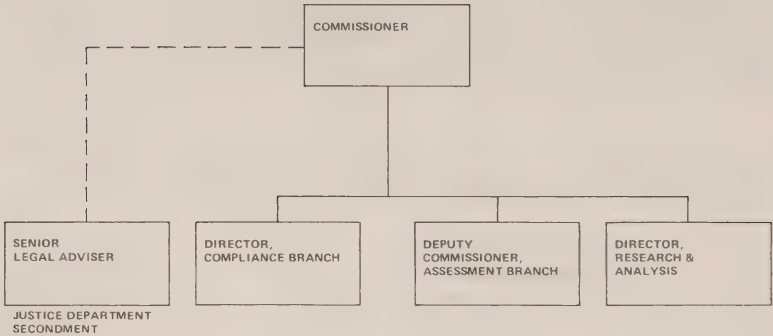 COMMISSIONER
SENIOR
LEGAL ADVISER
DIRECTOR,
COMPLIANCE BRANCH
DEPUTY
COMMISSIONER,
ASSESSMENT BRANCH
DIRECTOR,
RESEARCH &
ANALYSIS
JUSTICE DEPARTMENT
SECONDMENT